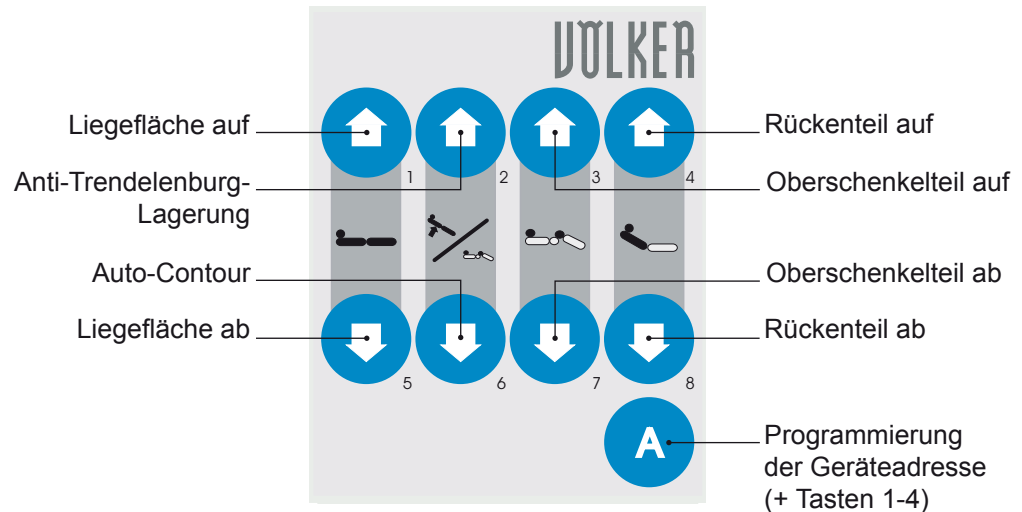 VÖLKER
Liegefläche auf
Anti-Trendelenburg-
Lagerung
Auto-Contour
Liegefläche ab
1
2
3
4
5
6
7
8
A
Rückenteil auf
Oberschenkelteil auf
Oberschenkelteil ab
Rückenteil ab
Programmierung
der Geräteadresse
(+ Tasten 1-4)